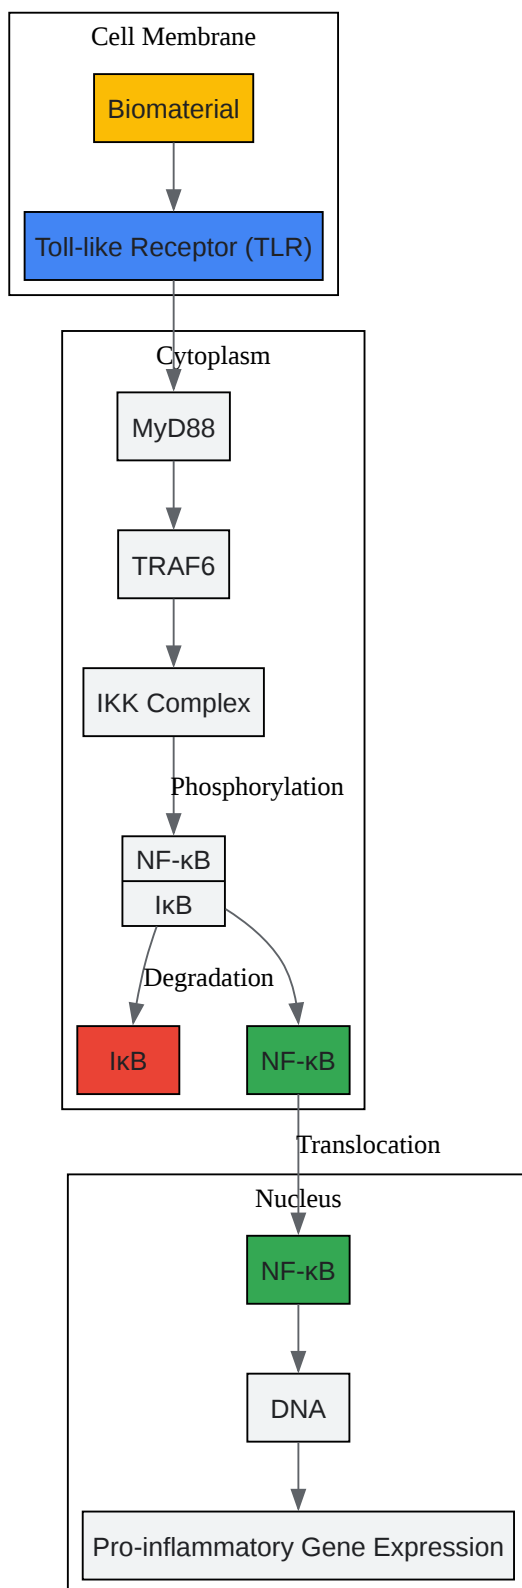 Cell Membrane
Biomaterial
Toll-like Receptor (TLR)
Cytoplasm
MyD88
TRAF6
IKK Complex
Phosphorylation
NF-κB
IκB
Degradation
IκB
NF-κB
Translocation
Nucleus
NF-κB
DNA
Pro-inflammatory Gene Expression